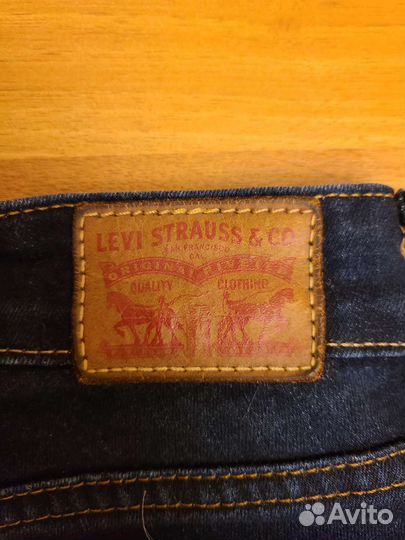 LEVI STRAUSS & CO
SAN FRANCISCO
CAL
ORIGINAL RIVETED
QUALITY CLOTHING
Avito